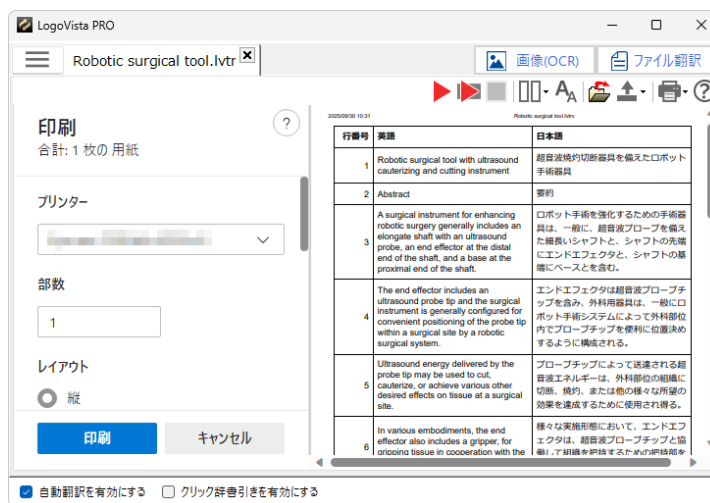 LogoVista PRO
Robotic surgical tool.lvtr
画像(OCR)
ファイル翻訳
印刷
合計: 1 枚の 用紙
?
プリンター
部数
1
レイアウト
縦
印刷
キャンセル
2025/09/30 10:31
Robotic surgical tool.lvtrv
行番号 英語 日本語
1
Robotic surgical tool with ultrasound
cauterizing and cutting instrument
超音波焼灼切断器具を備えたロボット
手術器具
2
Abstract
要約
3
A surgical instrument for enhancing
robotic surgery generally includes an
elongate shaft with an ultrasound
probe, an end effector at the distal
end of the shaft, and a base at the
proximal end of the shaft.
ロボット手術を強化するための手術器
具は、一般に、超音波プローブを備え
た細長いシャフトと、シャフトの先端
にエンドエフェクタと、シャフトの基
端にベースとを含む。
4
The end effector includes an
ultrasound probe tip and the surgical
instrument is generally configured for
convenient positioning of the probe tip
within a surgical site by a robotic
surgical system.
エンドエフェクタは超音波プローブチ
ップを含み、外科用器具は、一般にロ
ボット手術システムによって外科部位
内でプローブチップを便利に位置決め
するように構成される。
5
Ultrasound energy delivered by the
probe tip may be used to cut,
cauterize, or achieve various other
desired effects on tissue at a surgical
site.
プローブチップによって送達される超
音波エネルギーは、外科部位の組織に
切断、焼灼、または他の様々な所望の
効果を達成するために使用され得る。
6
In various embodiments, the end
effector also includes a gripper, for
gripping tissue in cooperation with the
様々な実施形態において、エンドエフ
ェクタは、超音波プローブチップと協
働して組織を把持するための把持部を
自動翻訳を有効にする
クリック辞書引きを有効にする